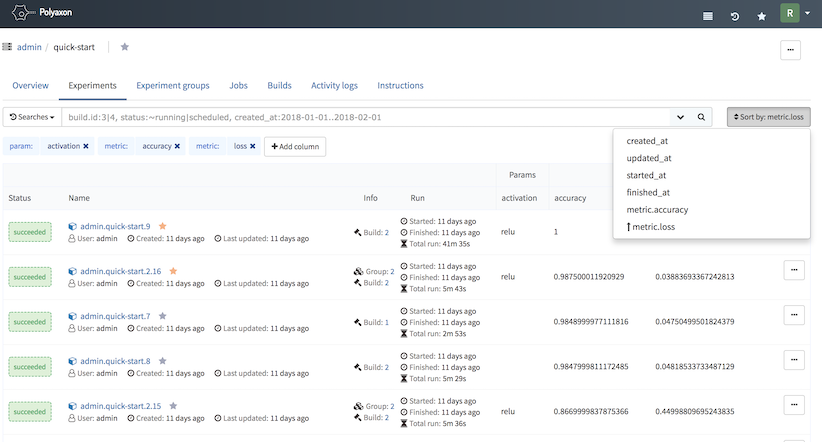 Polyaxon
R
admin / quick-start
Overview Experiments Experiment groups Jobs Builds Activity logs Instructions
Searches build.id:3|4, status:~running|scheduled, created_at:2018-01-01..2018-02-01 Sort by: metric.loss
param: activation × metric: accuracy × metric: loss × + Add column
created_at
updated_at
started_at
finished_at
metric.accuracy
metric.loss
Params
Status Name Info Run activation accuracy
succeeded admin.quick-start.9 Build: 2 Started: 11 days ago relu 1
User: admin Created: 11 days ago Last updated: 11 days ago Finished: 11 days ago
Total run: 41m 35s
succeeded admin.quick-start.2.16 Group: 2 Started: 11 days ago relu 0.987500011920929 0.03883693367242813 ...
User: admin Created: 11 days ago Last updated: 11 days ago Build: 2 Finished: 11 days ago
Total run: 5m 43s
succeeded admin.quick-start.7 Build: 1 Started: 11 days ago 0.9848999977111816 0.04750499501824379 ...
User: admin Created: 11 days ago Last updated: 11 days ago Finished: 11 days ago
Total run: 2m 53s
succeeded admin.quick-start.8 Build: 2 Started: 11 days ago 0.9847999811172485 0.04818533733487129 ...
User: admin Created: 11 days ago Last updated: 11 days ago Finished: 11 days ago
Total run: 5m 29s
succeeded admin.quick-start.2.15 Group: 2 Started: 11 days ago relu 0.8669999837875366 0.44998809695243835 ...
User: admin Created: 11 days ago Last updated: 11 days ago Build: 2 Finished: 11 days ago
Total run: 5m 36s